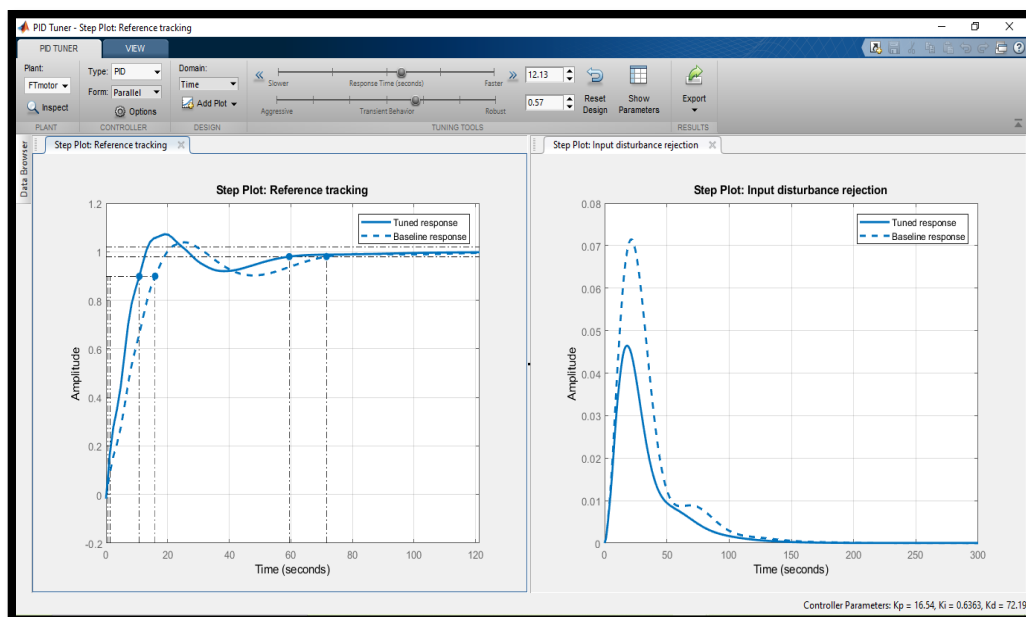 PID Tuner - Step Plot: Reference tracking
PID TUNER
VIEW
Plant:
FTmotor
Inspect
PLANT
Type: PID
Form: Parallel
Options
CONTROLLER
Domain:
Time
Add Plot
DESIGN
Slower
Response Time (seconds)
Faster
12.13
Aggressive
Transient Behavior
Robust
0.57
Reset
Design
Show
Parameters
TUNING TOOLS
Export
RESULTS
Data Browser
Step Plot: Reference tracking
Step Plot: Reference tracking
Tuned response
Baseline response
Amplitude
1.2
1
0.8
0.6
0.4
0.2
0
-0.2
0 20 40 60 80 100 120
Time (seconds)
Step Plot: Input disturbance rejection
Step Plot: Input disturbance rejection
Tuned response
Baseline response
Amplitude
0.08
0.07
0.06
0.05
0.04
0.03
0.02
0.01
0
0 50 100 150 200 250 300
Time (seconds)
Controller Parameters: Kp = 16.54, Ki = 0.6363, Kd = 72.19